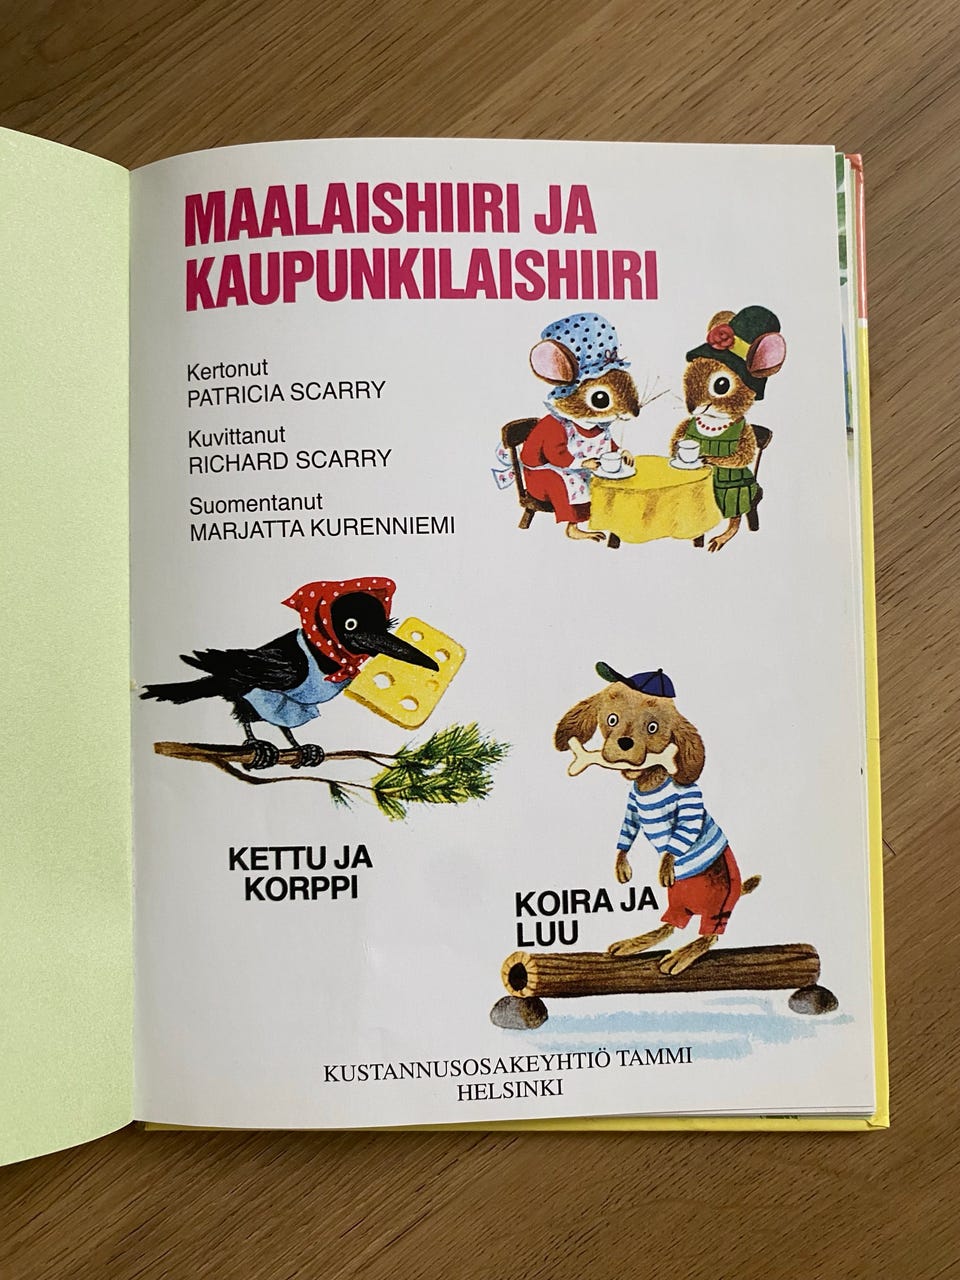 MAALAISHIIRI JA
KAUPUNKILAISHIIRI
Kertonut
PATRICIA SCARRY
Kuvittanut
RICHARD SCARRY
Suomentanut
MARJATTA KURENNIEMI
KETTU JA
KORPPI
KOIRA JA
LUU
KUSTANNUSOSAKEYHTIÖ TAMMI
HELSINKI